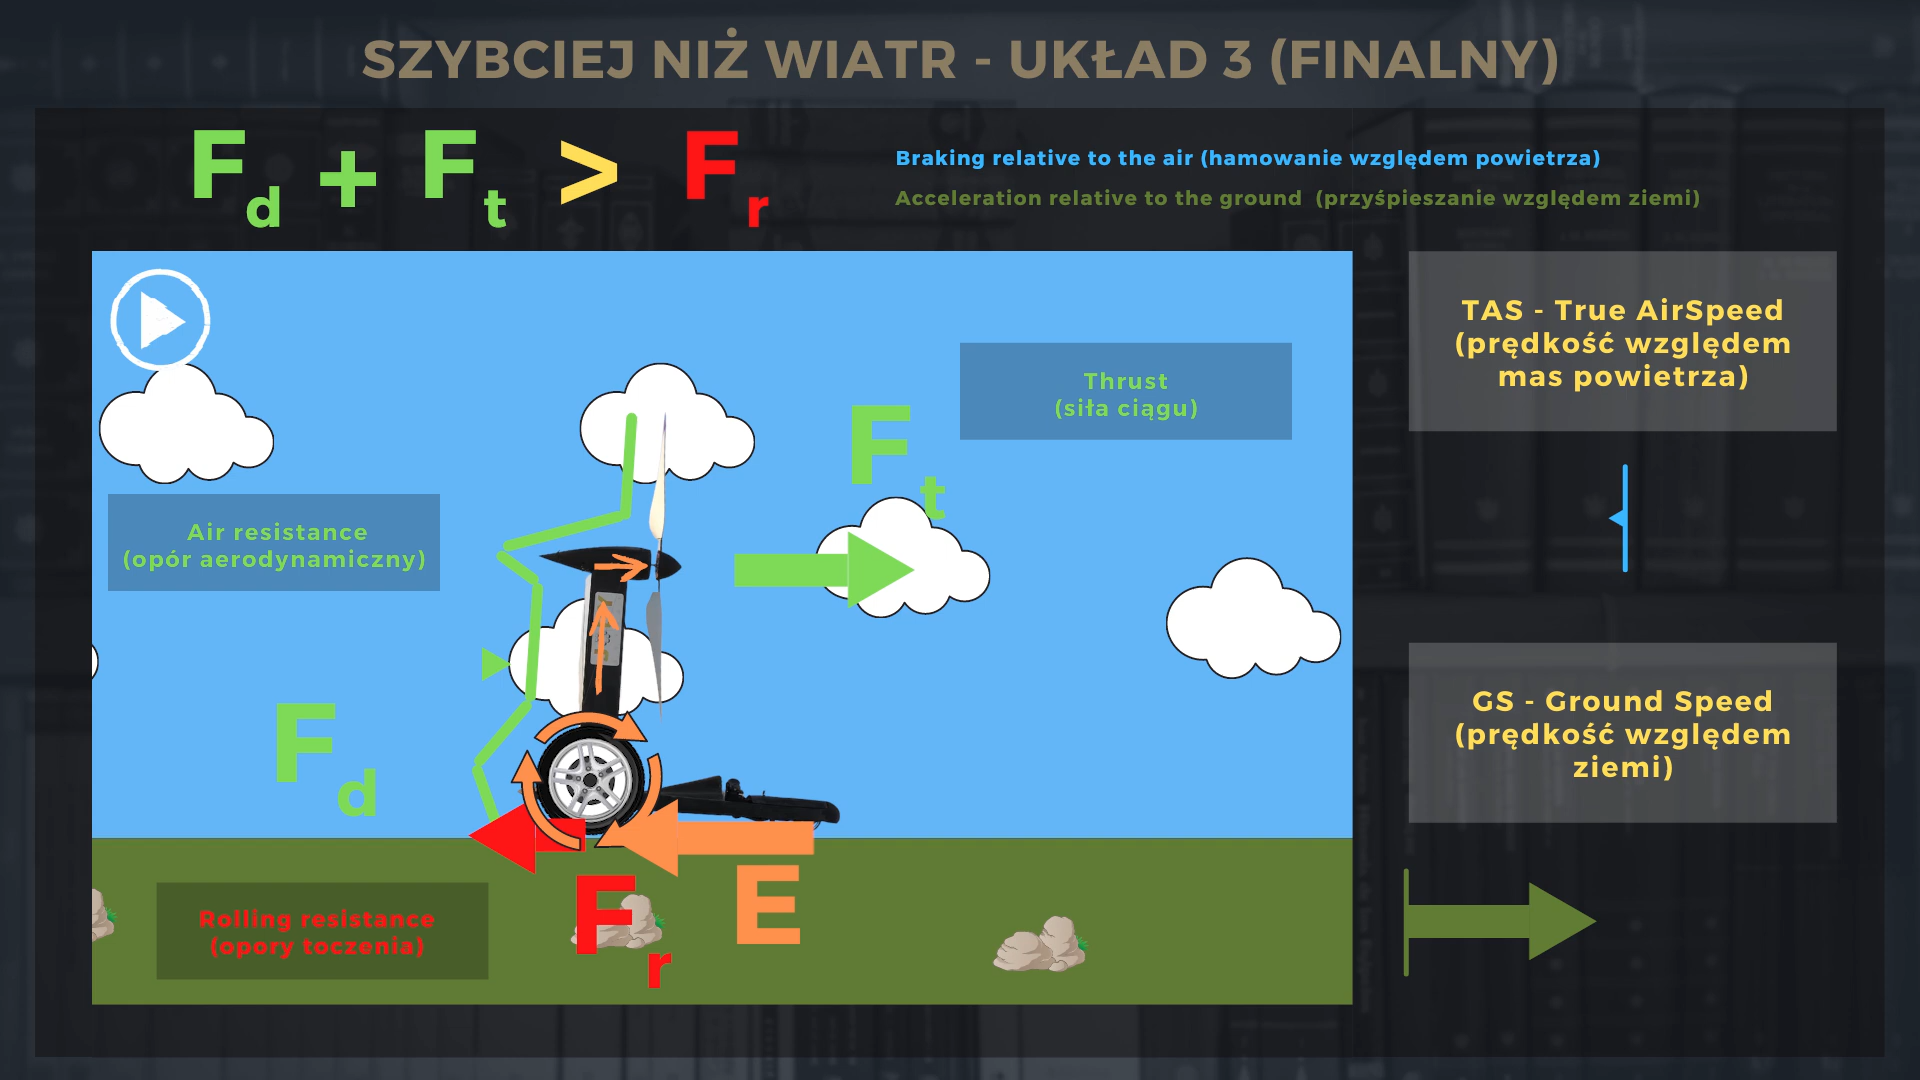 SZYBCIEJ NIŻ WIATR - UKŁAD 3 (FINALNY)
Fd + Ft > Fr
Braking relative to the air (hamowanie względem powietrza)
Acceleration relative to the ground (przyśpieszanie względem ziemi)
TAS - True AirSpeed
(prędkość względem
mas powietrza)
Thrust
(siła ciągu)
Ft
Air resistance
(opór aerodynamiczny)
Fd
GS - Ground Speed
(prędkość względem
ziemi)
Rolling resistance
(opory toczenia)
Fr
E